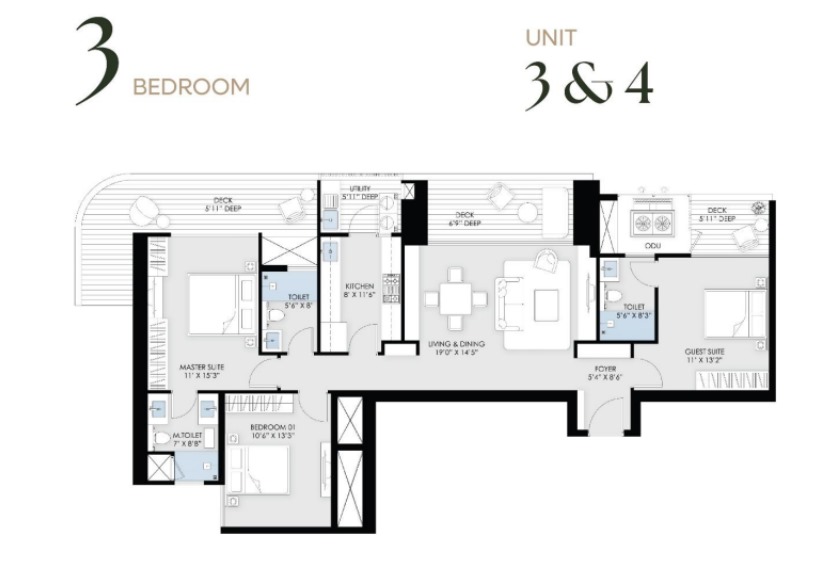 3 BEDROOM
UNIT
3 & 4
DECK
5'11" DEEP
UTILITY
5'11" DEEP
DECK
6'9" DEEP
DECK
5'11" DEEP
ODU
KITCHEN
8' X 11'6"
TOILET
5'6" X 8'
TOILET
5'6" X 8'3"
LIVING & DINING
19'0" X 14'5"
GUEST SUITE
11' X 13'2"
MASTER SUITE
11' X 15'3"
FOYER
5'4" X 8'6"
BEDROOM 01
10'6" X 13'3"
M.TOILET
7' X 8'8"